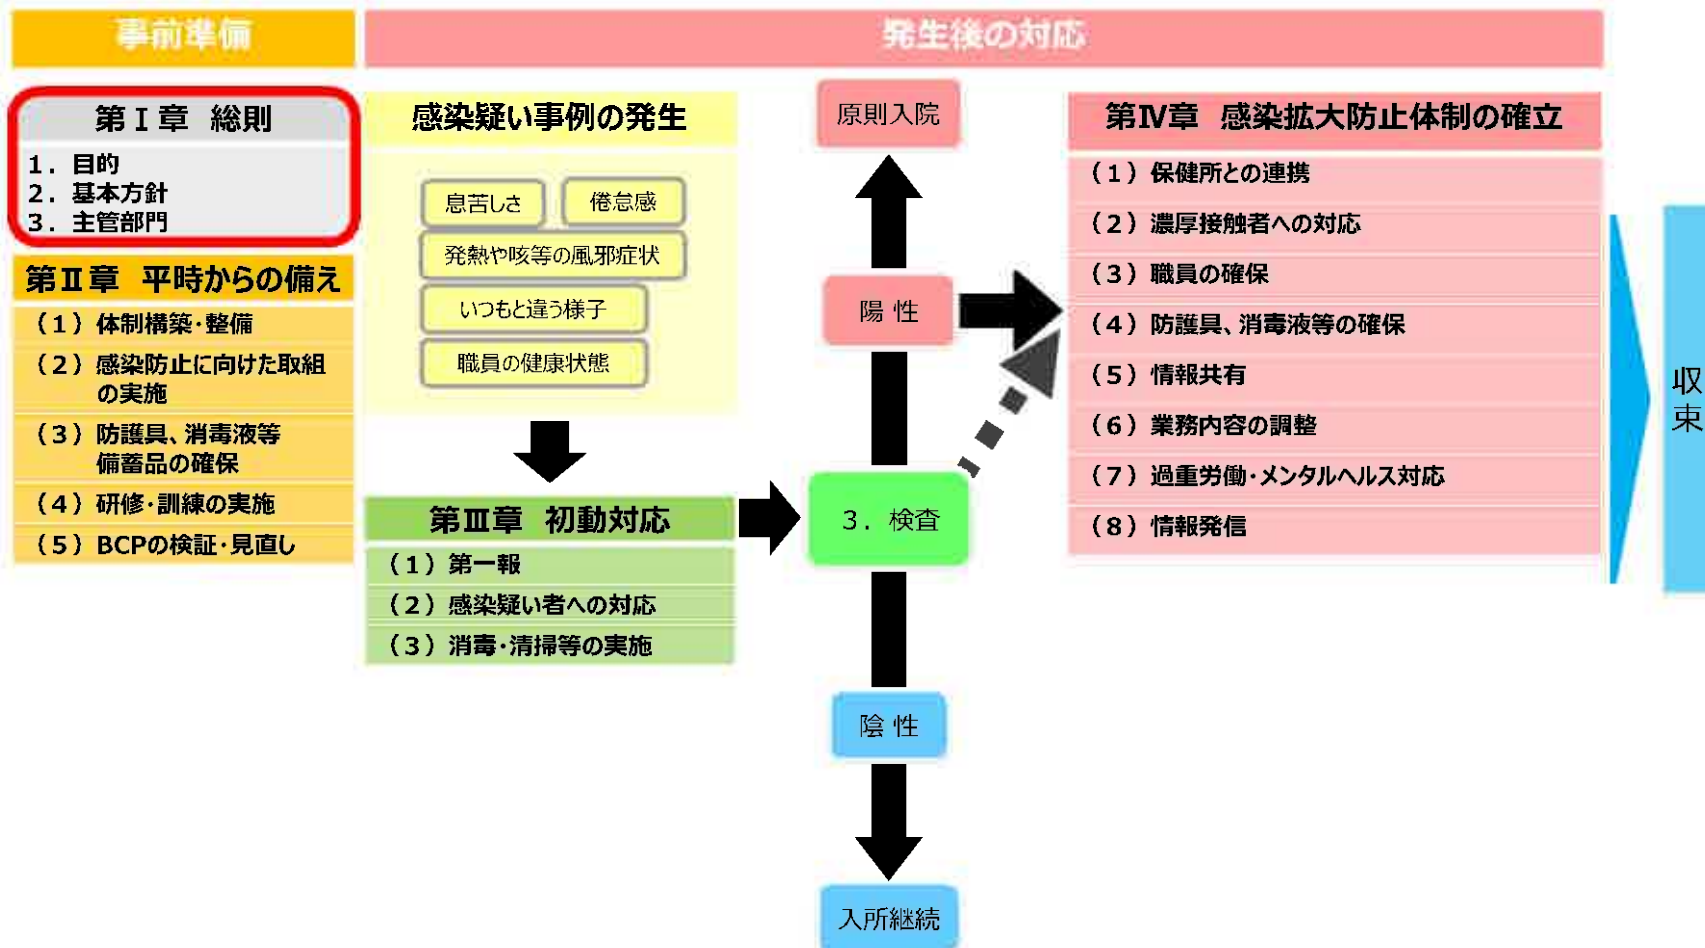 事前準備
発生後の対応
第Ⅰ章 総則
1. 目的
2. 基本方針
3. 主管部門
第Ⅱ章 平時からの備え
(1)体制構築・整備
(2)感染防止に向けた取組
の実施
(3)防護具、消毒液等
備蓄品の確保
(4)研修・訓練の実施
(5)BCPの検証・見直し
感染疑い事例の発生
息苦しさ
倦怠感
発熱や咳等の風邪症状
いつもと違う様子
職員の健康状態
第Ⅲ章 初動対応
(1)第一報
(2)感染疑い者への対応
(3)消毒・清掃等の実施
原則入院
陽 性
3. 検査
陰 性
入所継続
第Ⅳ章 感染拡大防止体制の確立
(1)保健所との連携
(2)濃厚接触者への対応
(3)職員の確保
(4)防護具、消毒液等の確保
(5)情報共有
(6)業務内容の調整
(7)過重労働・メンタルヘルス対応
(8)情報発信
収束